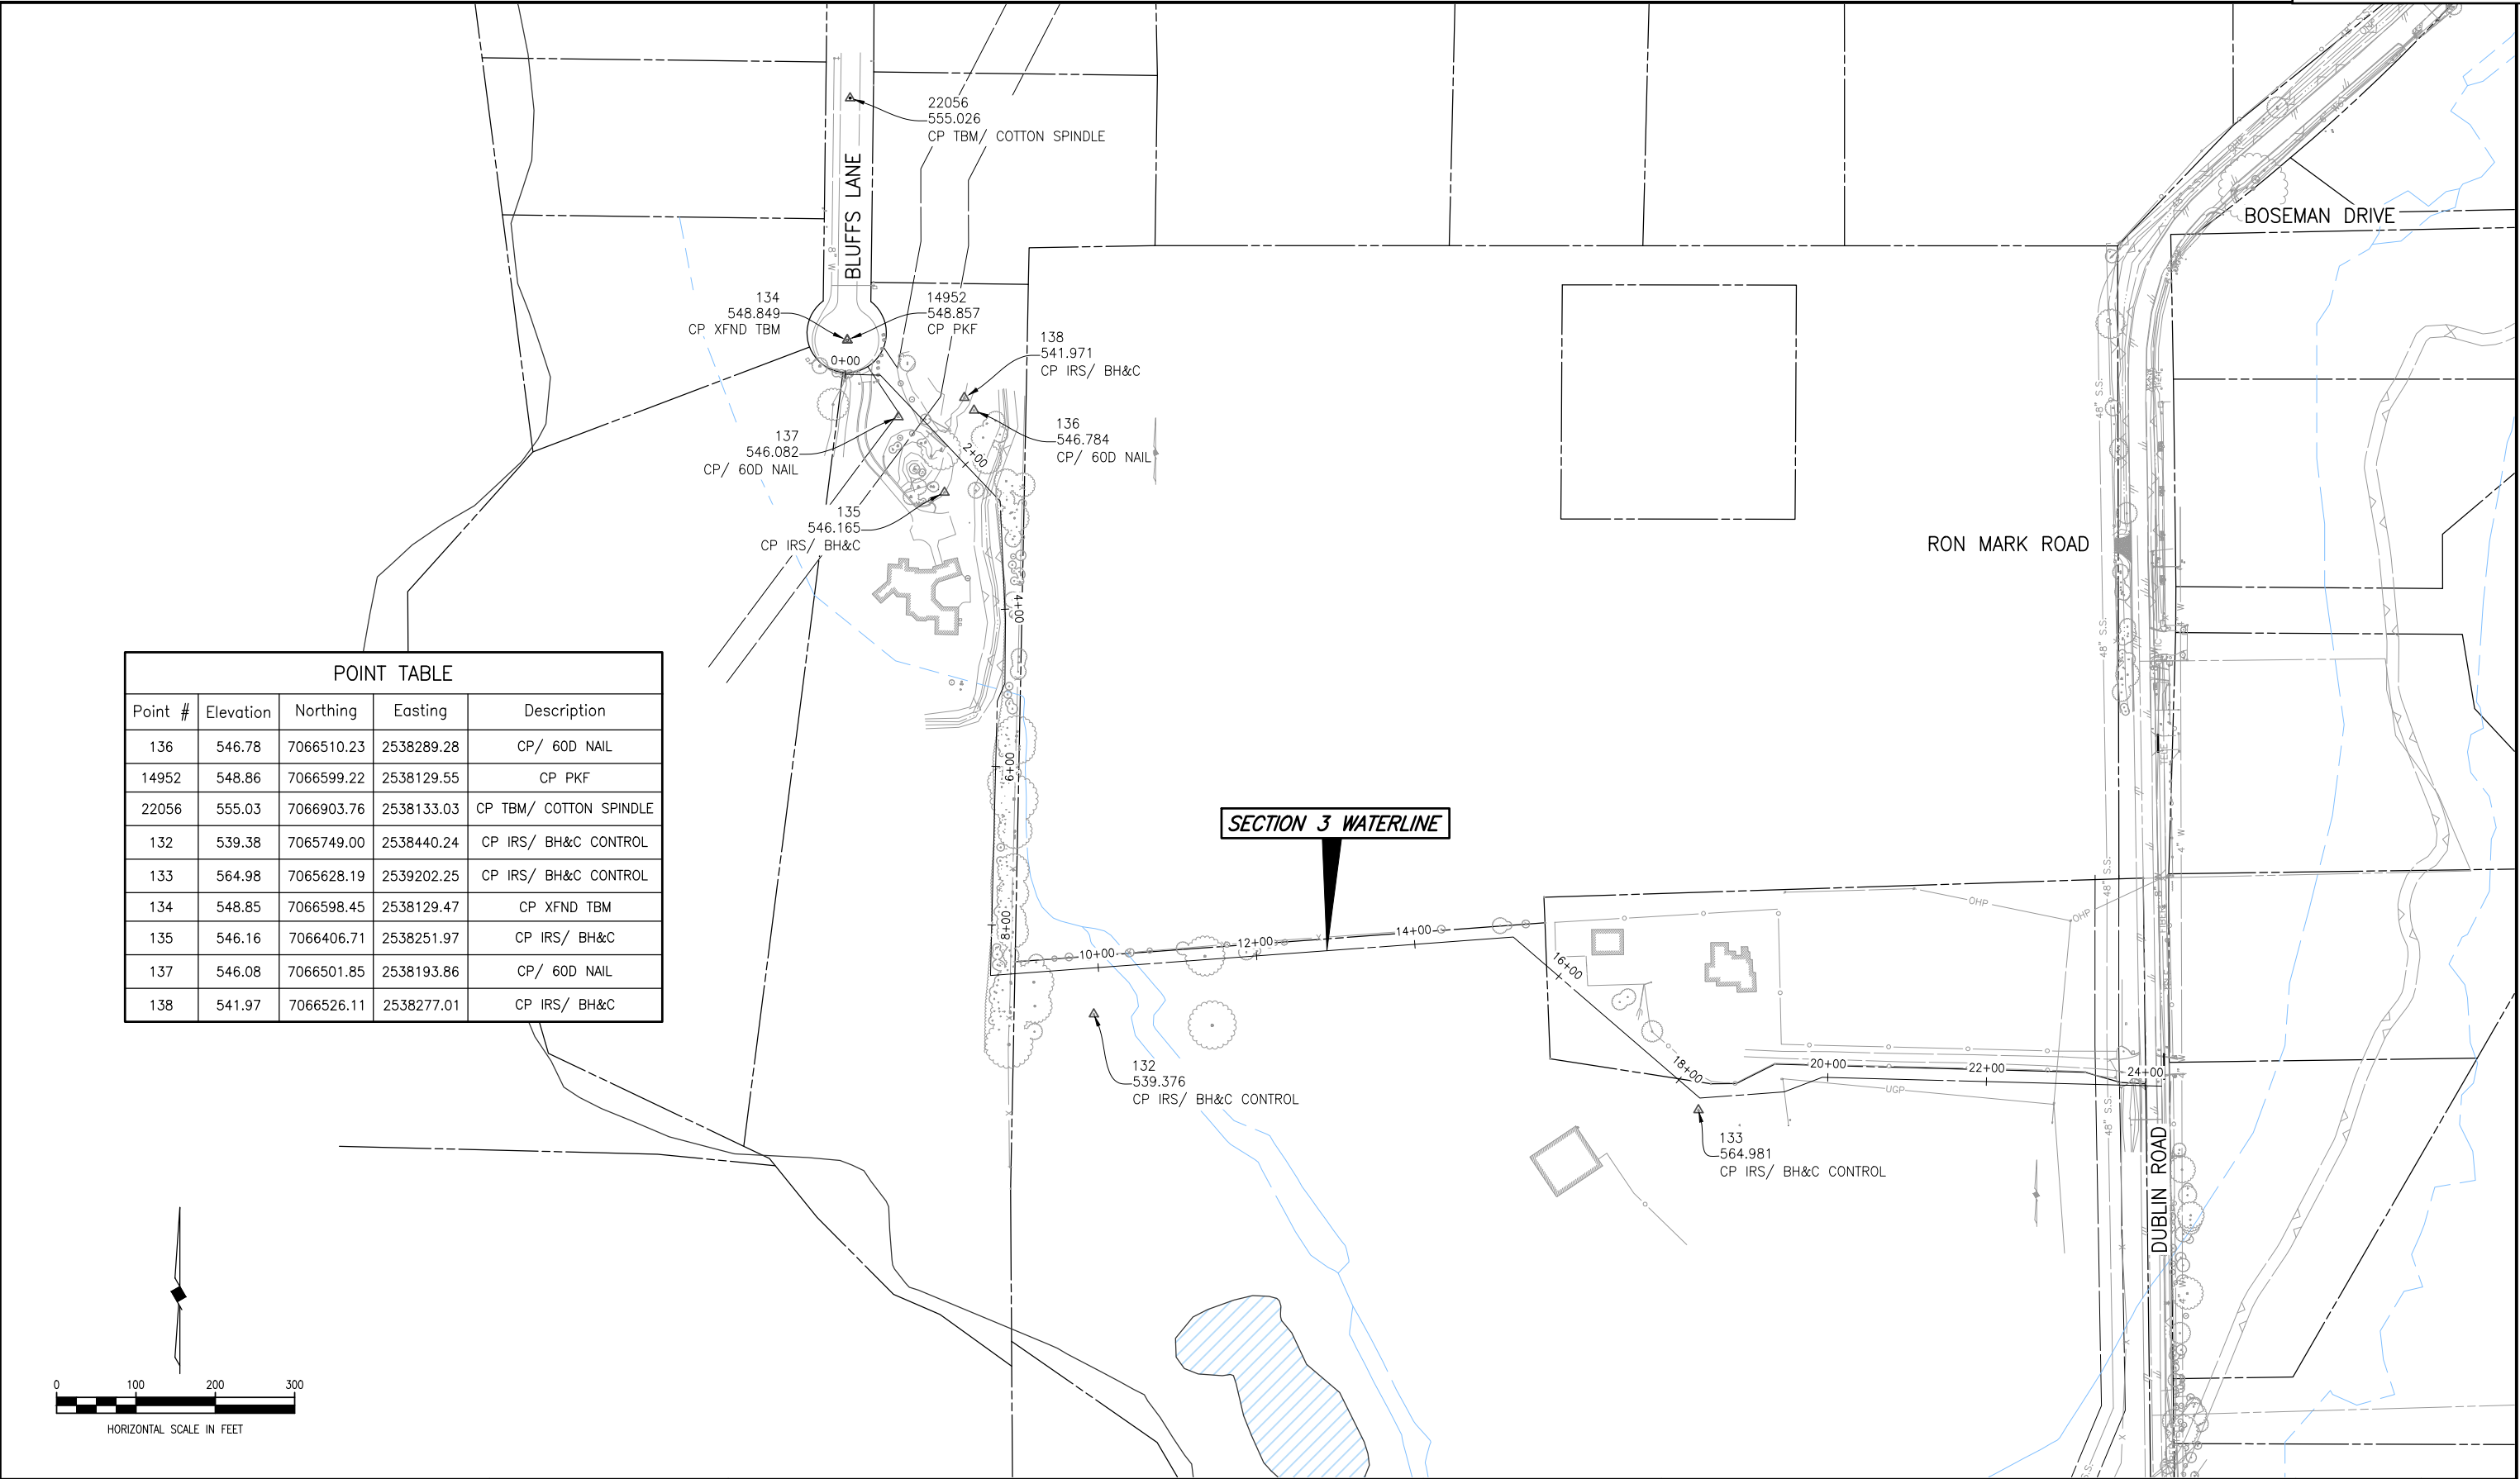 22056
555.026
CP TBM/ COTTON SPINDLE
BLUFFS LANE
8" W
BOSEMAN DRIVE
134
548.849
CP XFND TBM
14952
548.857
CP PKF
0+00
138
541.971
CP IRS/ BH&C
136
546.784
CP/ 60D NAIL
137
546.082
CP/ 60D NAIL
2+00
135
546.165
CP IRS/ BH&C
RON MARK ROAD
48" S.S.
48" S.S.
4+00
6+00
8+00
POINT TABLE
Point # Elevation Northing Easting Description
136 546.78 7066510.23 2538289.28 CP/ 60D NAIL
14952 548.86 7066599.22 2538129.55 CP PKF
22056 555.03 7066903.76 2538133.03 CP TBM/ COTTON SPINDLE
132 539.38 7065749.00 2538440.24 CP IRS/ BH&C CONTROL
133 564.98 7065628.19 2539202.25 CP IRS/ BH&C CONTROL
134 548.85 7066598.45 2538129.47 CP XFND TBM
135 546.16 7066406.71 2538251.97 CP IRS/ BH&C
137 546.08 7066501.85 2538193.86 CP/ 60D NAIL
138 541.97 7066526.11 2538277.01 CP IRS/ BH&C
SECTION 3 WATERLINE
4" W
48" S.S.
OHP
OHP
10+00
12+00
14+00
16+00
18+00
20+00
22+00
24+00
UGP
48" S.S.
132
539.376
CP IRS/ BH&C CONTROL
133
564.981
CP IRS/ BH&C CONTROL
DUBLIN ROAD
4" W
0 100 200 300
HORIZONTAL SCALE IN FEET